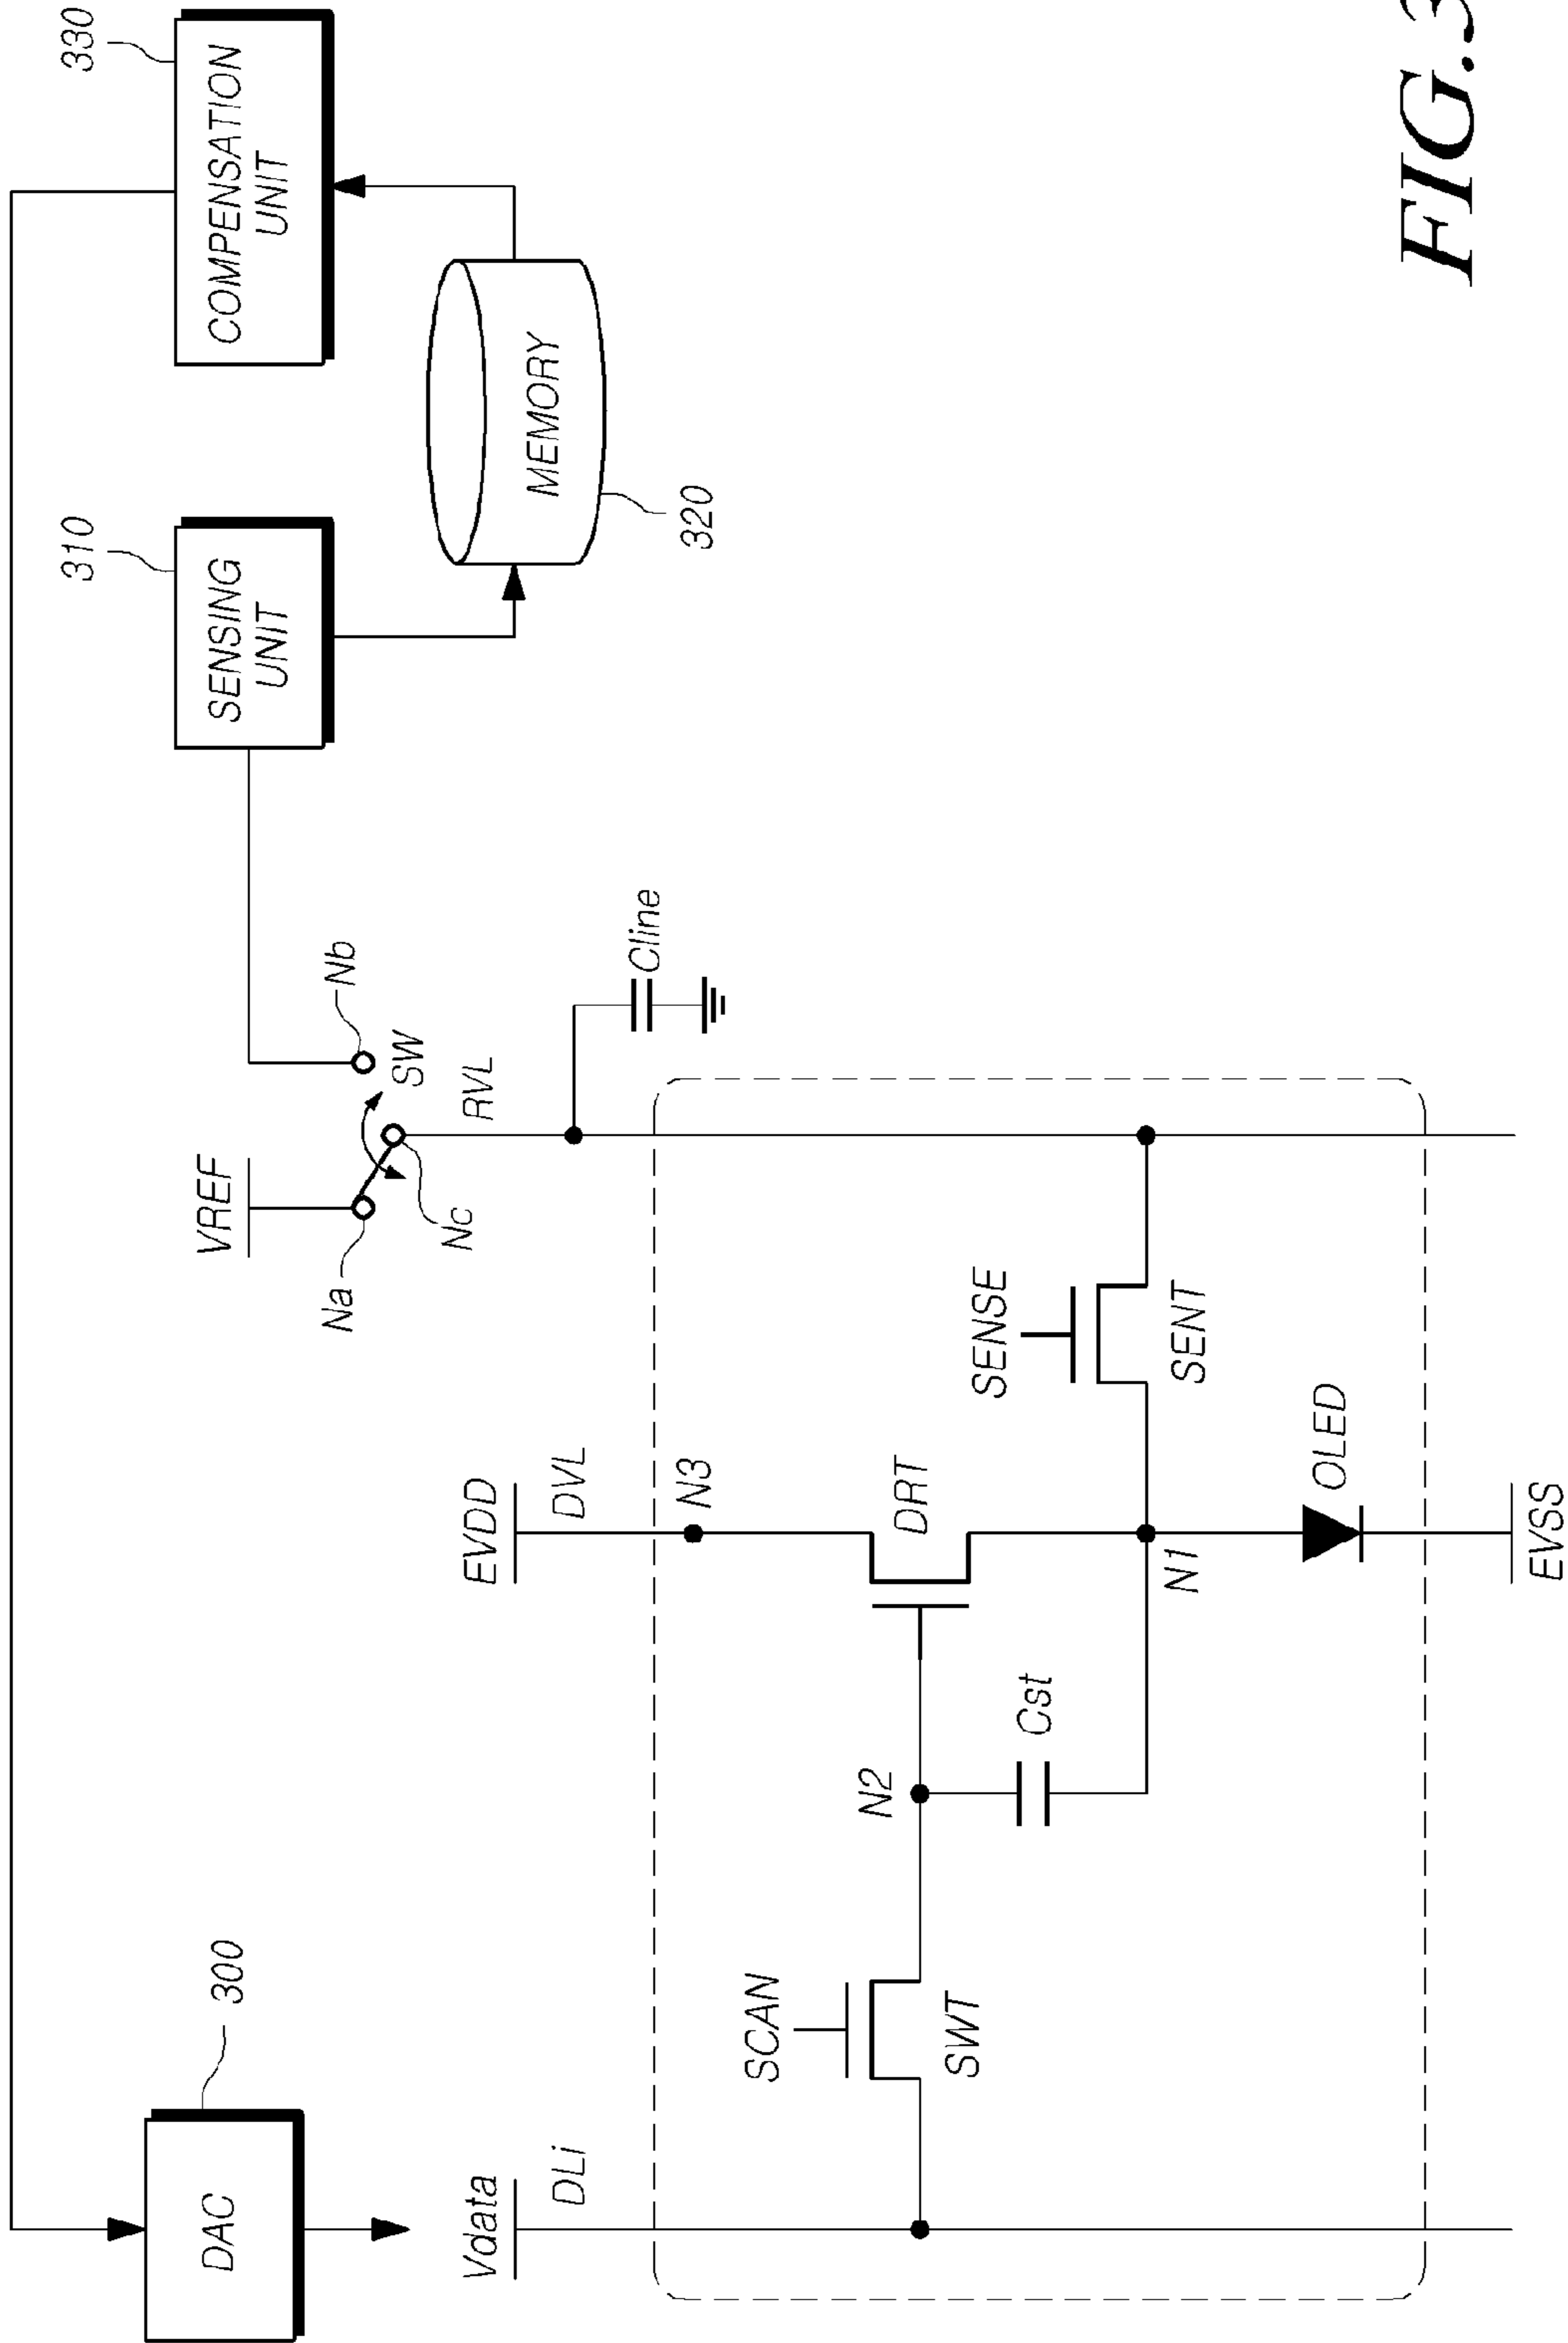 300
DAC
310
SENSING
UNIT
330
COMPENSATION
UNIT
MEMORY
320
VREF
Na
Nb
SW
Nc
RVL
Cline
Vdata
DLi
EVDD
DVL
N3
SCAN
SWT
N2
DRT
SENSE
SENT
Cst
N1
OLED
EVSS
FIG.3